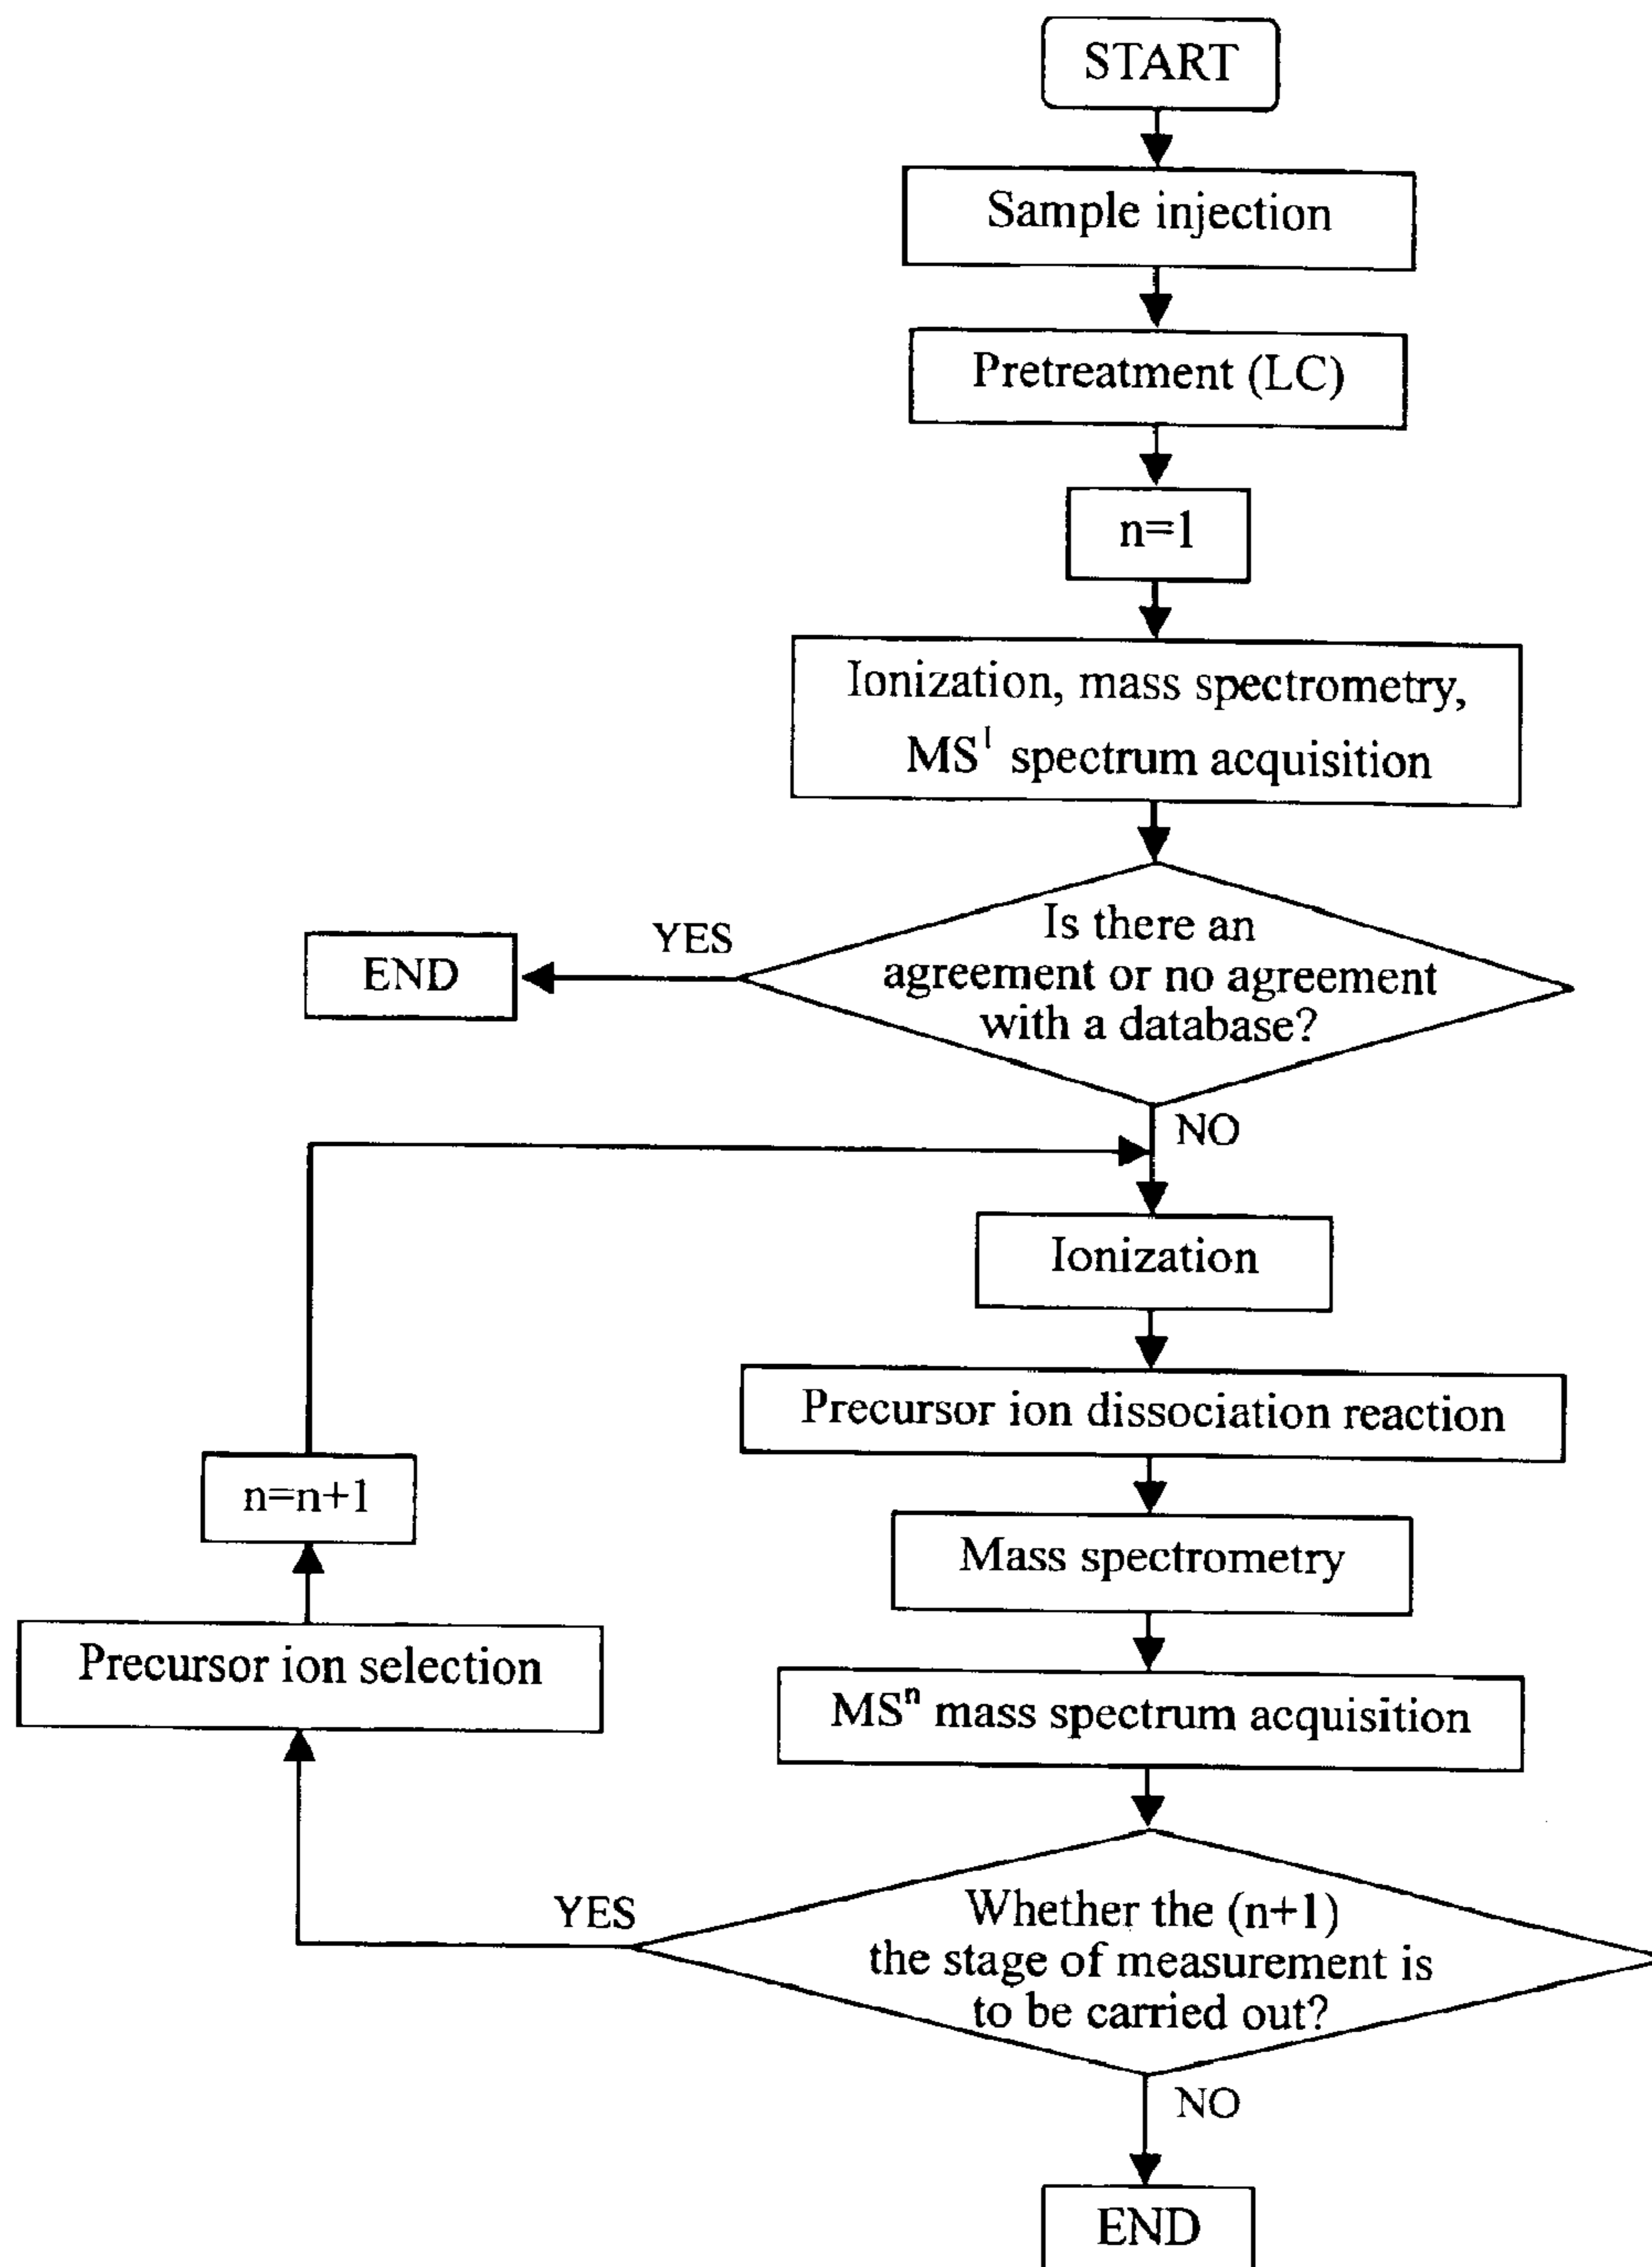 START
Sample injection
Pretreatment (LC)
n=1
Ionization, mass spectrometry,
MS¹ spectrum acquisition
Is there an
agreement or no agreement
with a database?
YES
END
NO
Ionization
Precursor ion dissociation reaction
Mass spectrometry
MSⁿ mass spectrum acquisition
Whether the (n+1)
the stage of measurement is
to be carried out?
YES
Precursor ion selection
n=n+1
NO
END